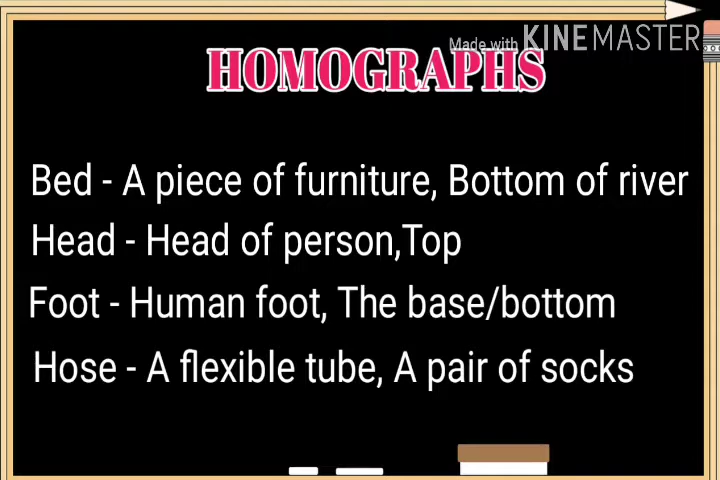 Made with KINEMASTER
HOMOGRAPHS
Bed - A piece of furniture, Bottom of river
Head - Head of person,Top
Foot - Human foot, The base/bottom
Hose - A flexible tube, A pair of socks